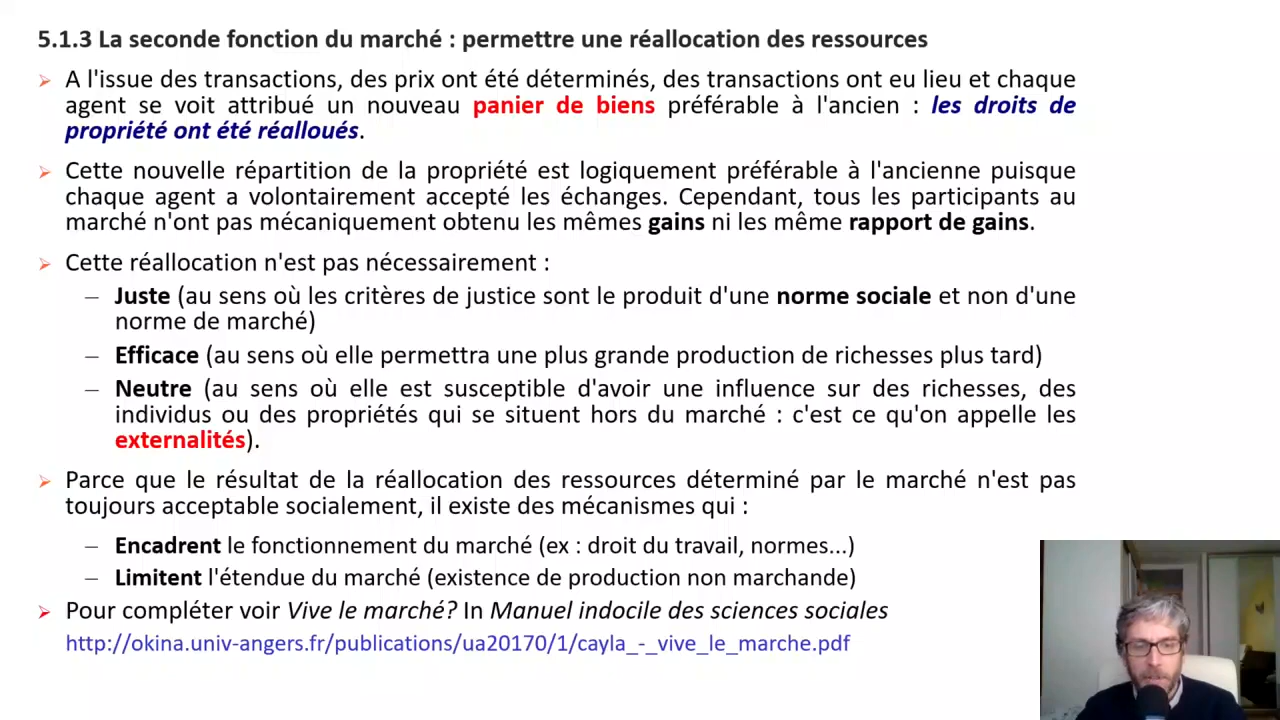 5.1.3 La seconde fonction du marché : permettre une réallocation des ressources
➢ A l'issue des transactions, des prix ont été déterminés, des transactions ont eu lieu et chaque
agent se voit attribué un nouveau panier de biens préférable à l'ancien : les droits de
propriété ont été réalloués.
➢ Cette nouvelle répartition de la propriété est logiquement préférable à l'ancienne puisque
chaque agent a volontairement accepté les échanges. Cependant, tous les participants au
marché n'ont pas mécaniquement obtenu les mêmes gains ni les même rapport de gains.
➢ Cette réallocation n'est pas nécessairement :
– Juste (au sens où les critères de justice sont le produit d'une norme sociale et non d'une
norme de marché)
– Efficace (au sens où elle permettra une plus grande production de richesses plus tard)
– Neutre (au sens où elle est susceptible d'avoir une influence sur des richesses, des
individus ou des propriétés qui se situent hors du marché : c'est ce qu'on appelle les
externalités).
➢ Parce que le résultat de la réallocation des ressources déterminé par le marché n'est pas
toujours acceptable socialement, il existe des mécanismes qui :
– Encadrent le fonctionnement du marché (ex : droit du travail, normes...)
– Limitent l'étendue du marché (existence de production non marchande)
➢ Pour compléter voir Vive le marché? In Manuel indocile des sciences sociales
http://okina.univ-angers.fr/publications/ua20170/1/cayla_-_vive_le_marche.pdf